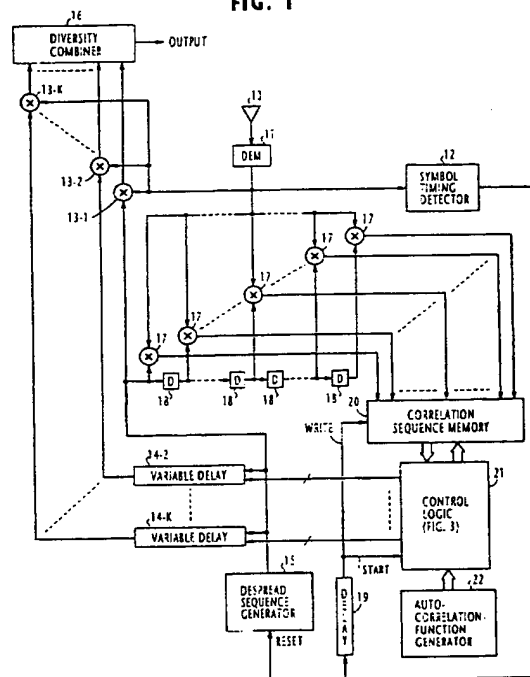 FIG. 1
16
DIVERSITY
COMBINER
OUTPUT
13-K
13-2
13-1
DEM
12
SYMBOL
TIMING
DETECTOR
17
17
17
17
17
D
D
D
D
18
18
18
18
20
WRITE
CORRELATION
SEQUENCE MEMORY
14-2
VARIABLE DELAY
14-K
VARIABLE DELAY
21
CONTROL
LOGIC
(FIG. 3)
START
15
DESPREAD
SEQUENCE
GENERATOR
RESET
DELAY
19
22
AUTO-
CORRELATION-
FUNCTION
GENERATOR